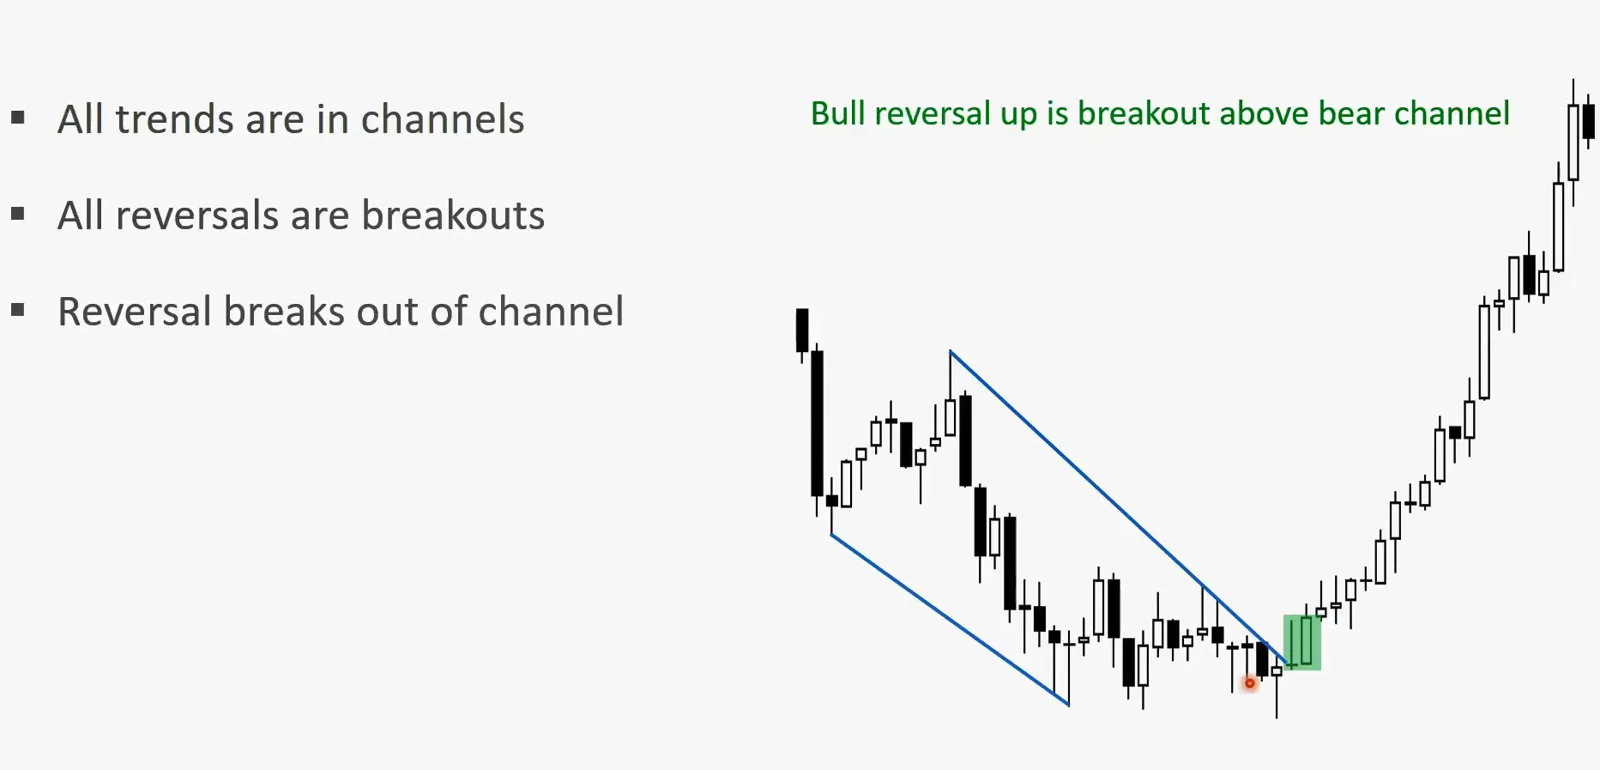 All trends are in channels
All reversals are breakouts
Reversal breaks out of channel
Bull reversal up is breakout above bear channel